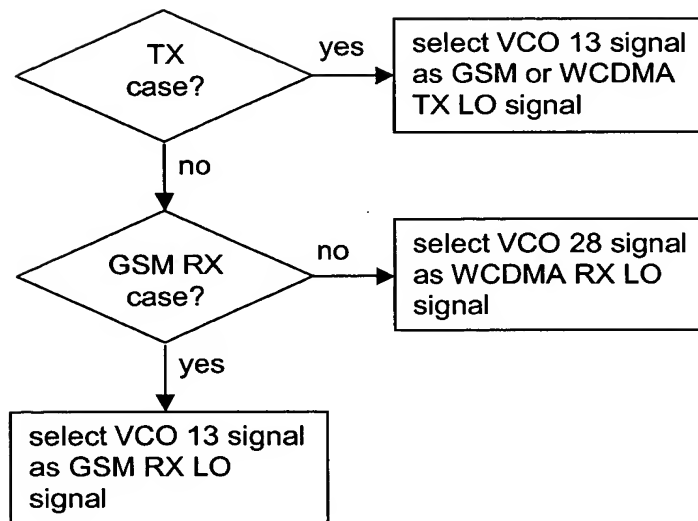 TX
case?
yes
select VCO 13 signal
as GSM or WCDMA
TX LO signal
no
GSM RX
case?
no
select VCO 28 signal
as WCDMA RX LO
signal
yes
select VCO 13 signal
as GSM RX LO
signal